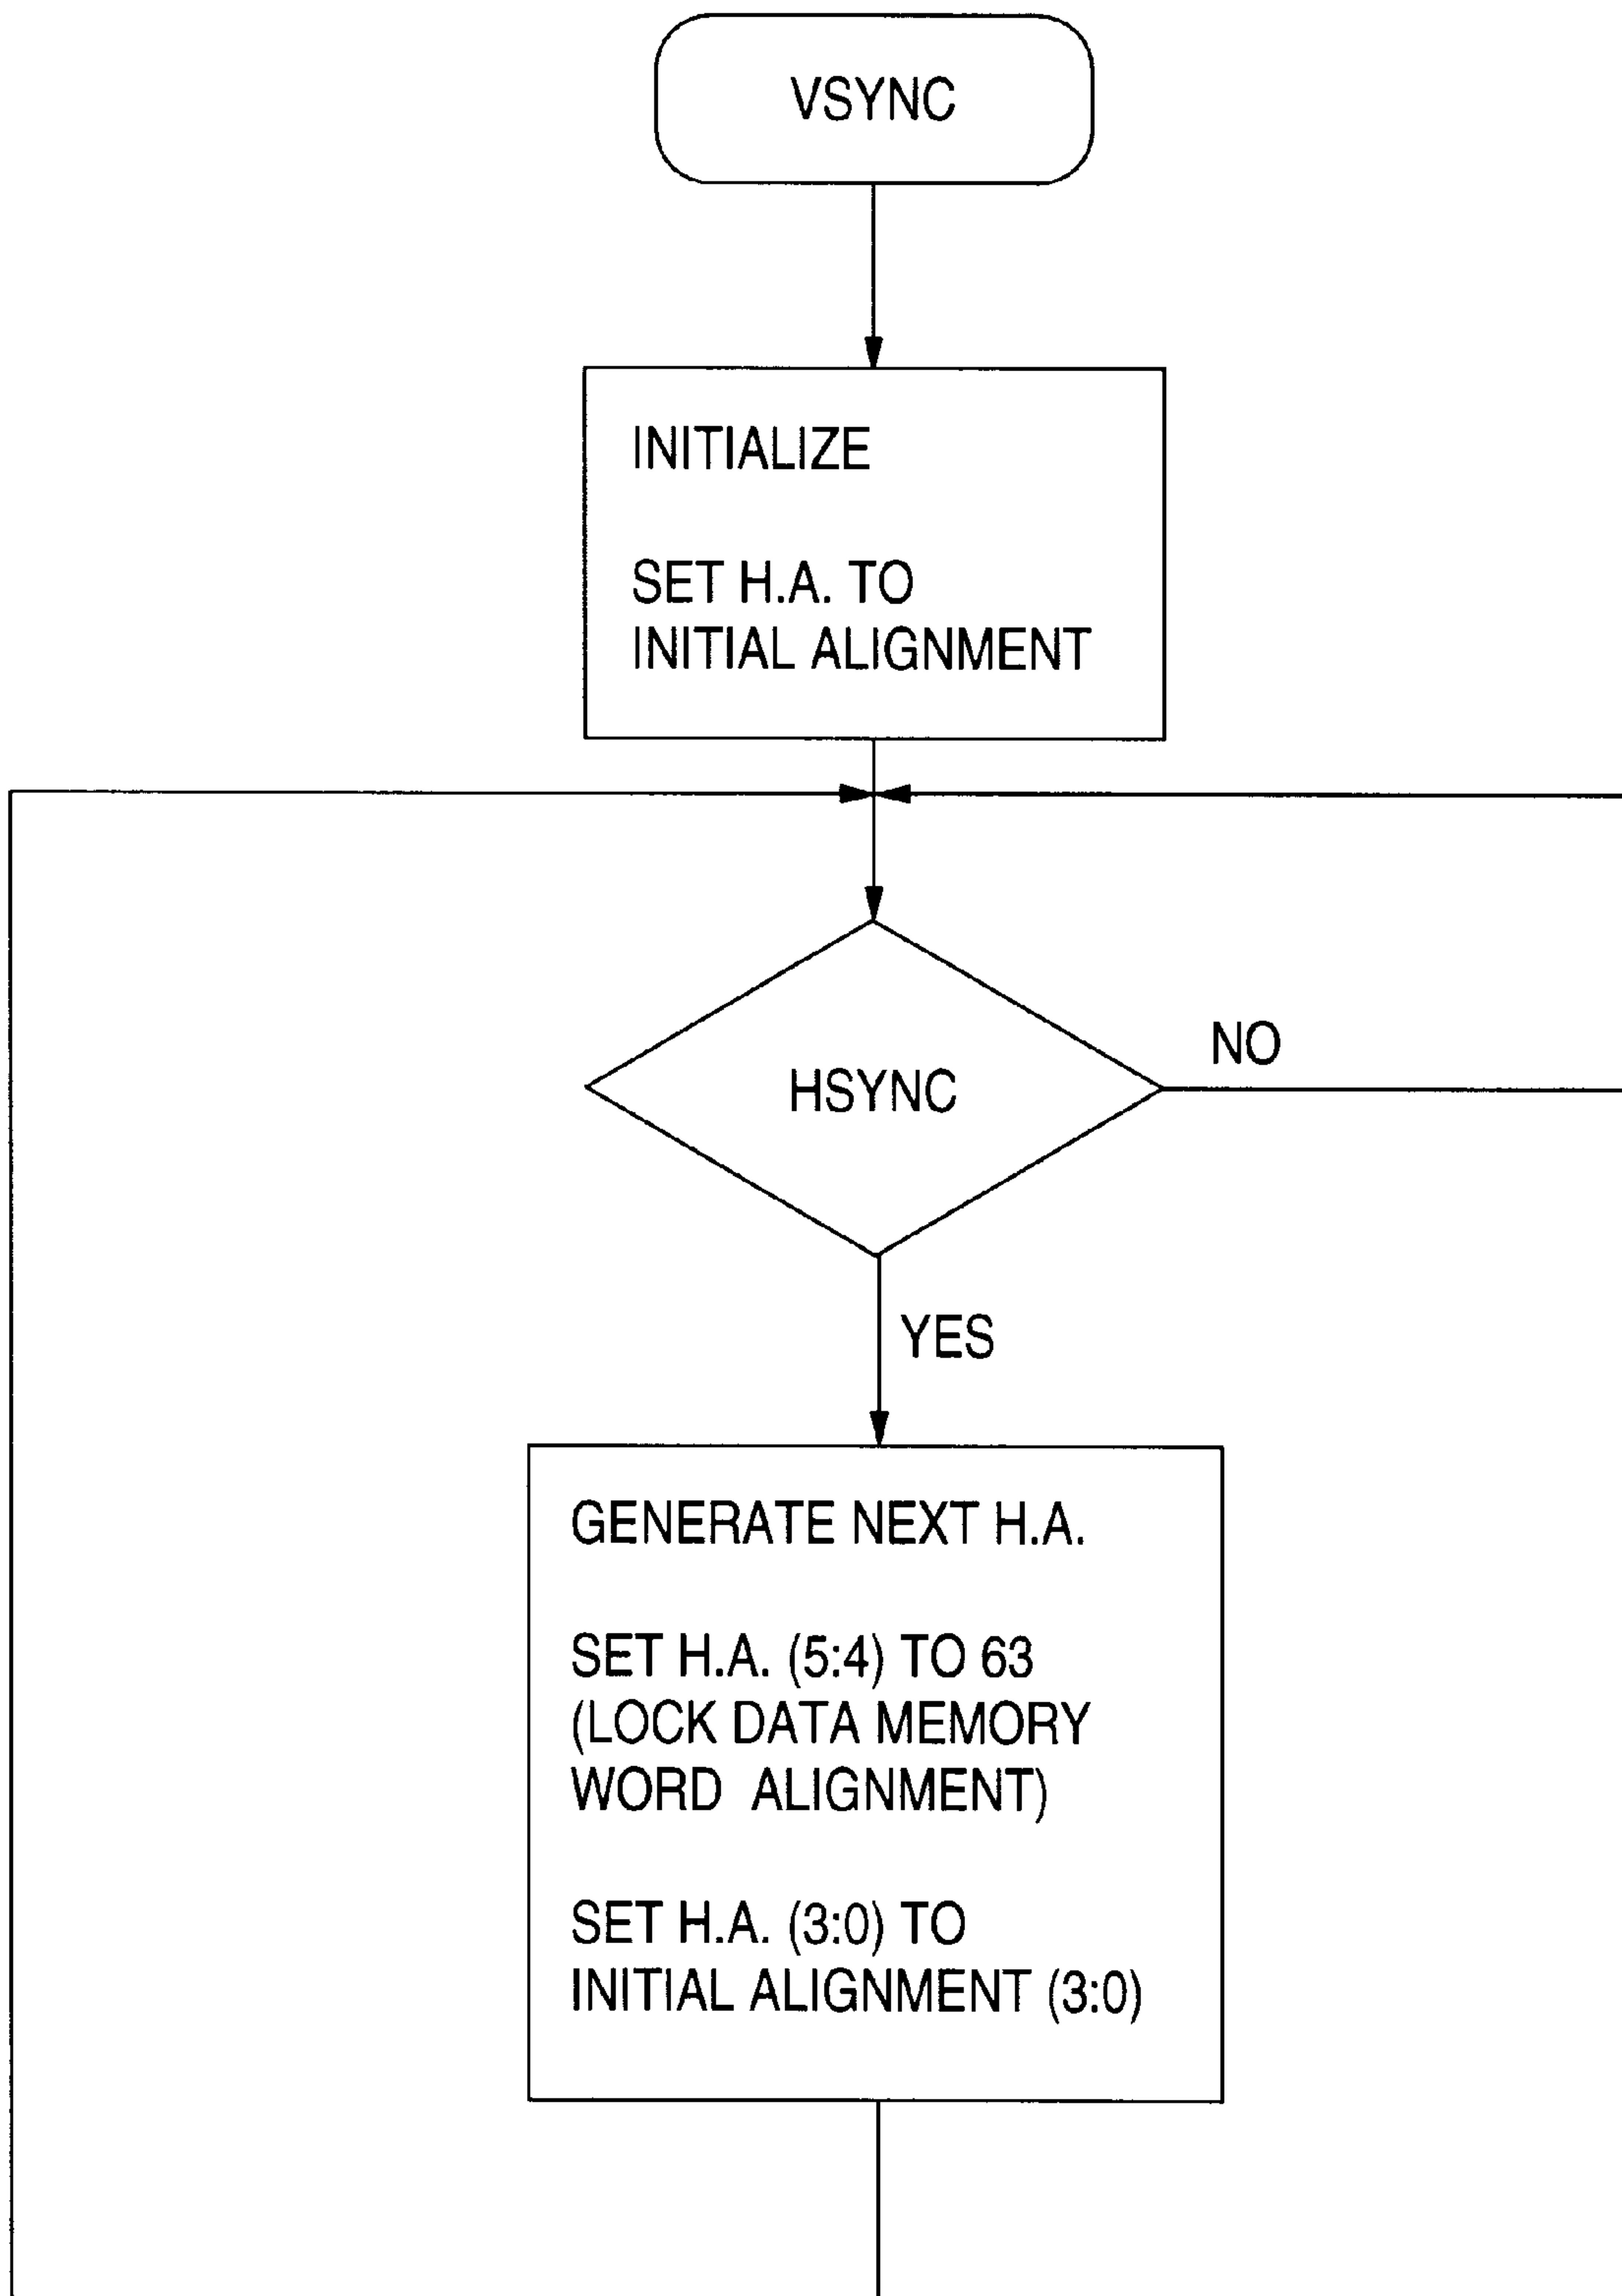 VSYNC
INITIALIZE
SET H.A. TO
INITIAL ALIGNMENT
HSYNC
NO
YES
GENERATE NEXT H.A.
SET H.A. (5:4) TO 63
(LOCK DATA MEMORY
WORD ALIGNMENT)
SET H.A. (3:0) TO
INITIAL ALIGNMENT (3:0)